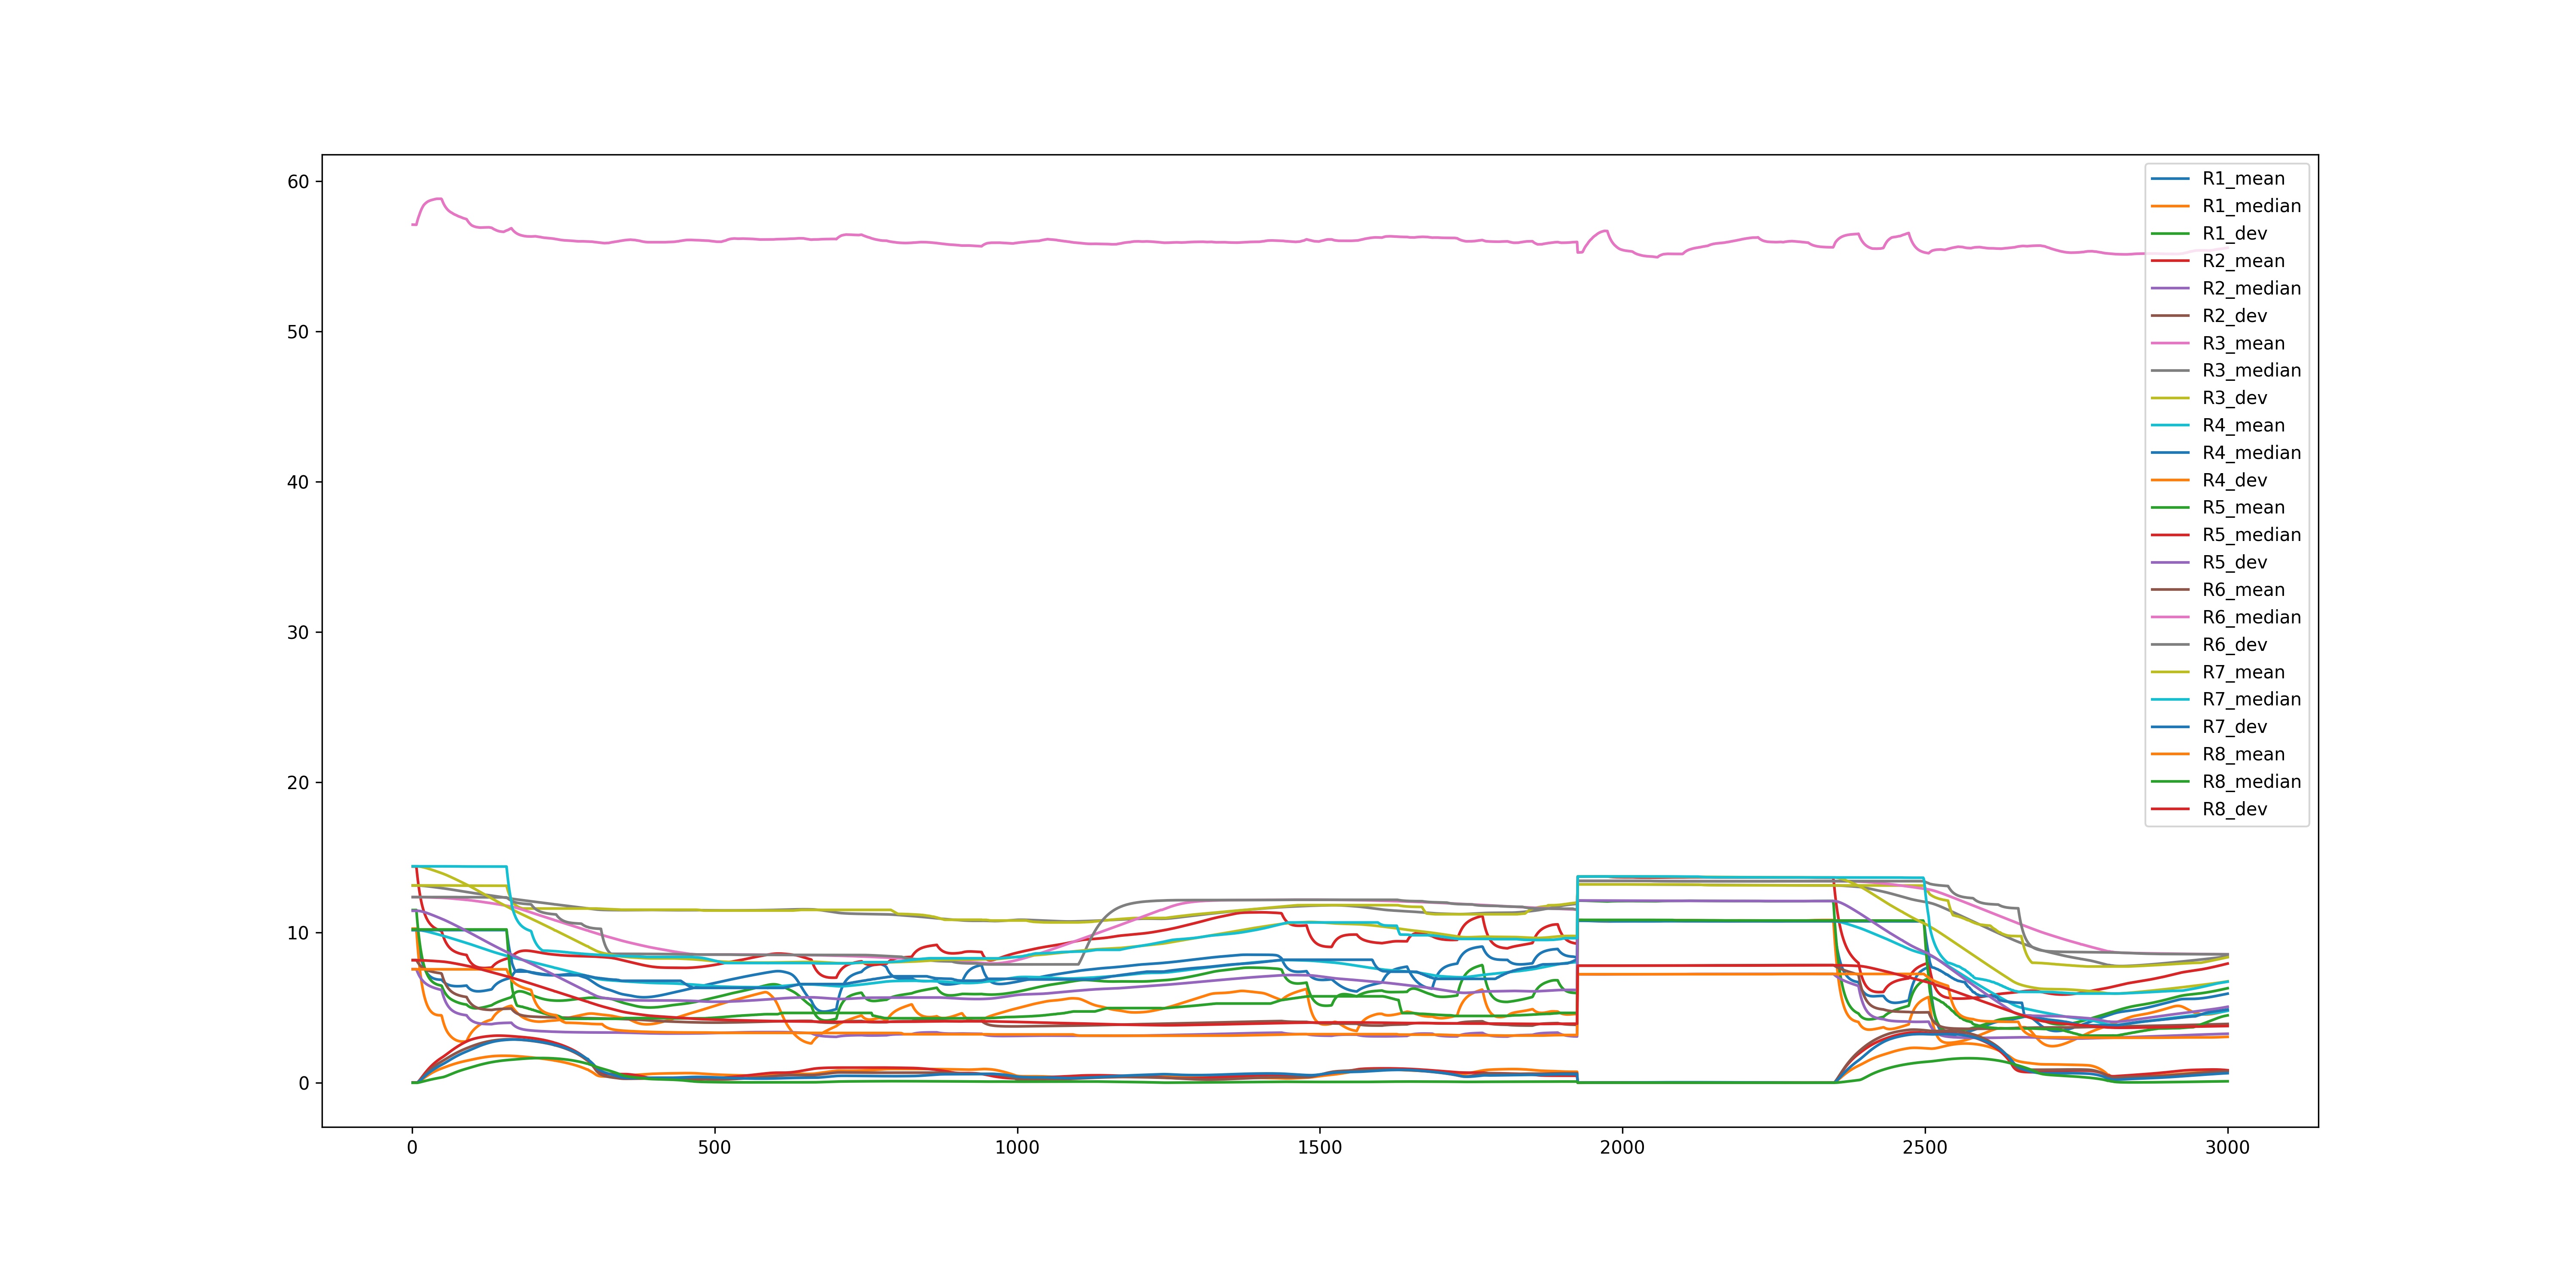 60
50
40
30
20
10
0
0 500 1000 1500 2000 2500 3000
R1_mean
R1_median
R1_dev
R2_mean
R2_median
R2_dev
R3_mean
R3_median
R3_dev
R4_mean
R4_median
R4_dev
R5_mean
R5_median
R5_dev
R6_mean
R6_median
R6_dev
R7_mean
R7_median
R7_dev
R8_mean
R8_median
R8_dev